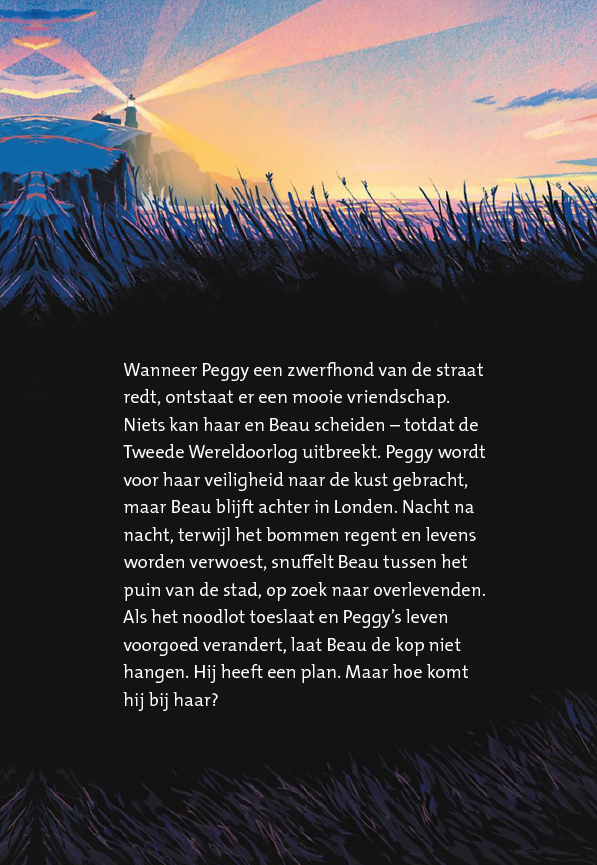 Wanneer Peggy een zwerfhond van de straat
redt, ontstaat er een mooie vriendschap.
Niets kan haar en Beau scheiden – totdat de
Tweede Wereldoorlog uitbreekt. Peggy wordt
voor haar veiligheid naar de kust gebracht,
maar Beau blijft achter in Londen. Nacht na
nacht, terwijl het bommen regent en levens
worden verwoest, snuffelt Beau tussen het
puin van de stad, op zoek naar overlevenden.
Als het noodlot toeslaat en Peggy’s leven
voorgoed verandert, laat Beau de kop niet
hangen. Hij heeft een plan. Maar hoe komt
hij bij haar?